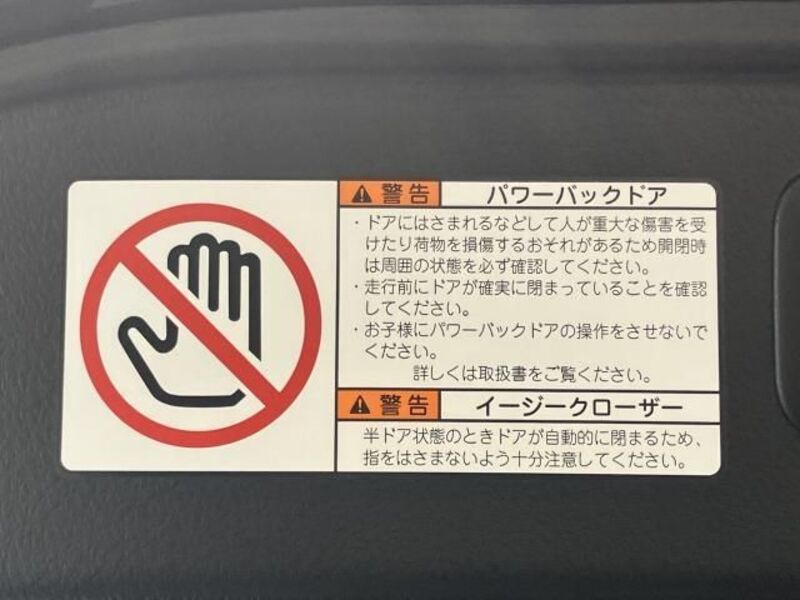 ⚠警告 パワーバックドア
・ドアにはさまれるなどして人が重大な傷害を受
けたり荷物を損傷するおそれがあるため開閉時
は周囲の状態を必ず確認してください。
・走行前にドアが確実に閉まっていることを確認
してください。
・お子様にパワーバックドアの操作をさせないで
ください。
詳しくは取扱書をご覧ください。
⚠警告 イージークローザー
半ドア状態のときドアが自動的に閉まるため、
指をはさまないよう十分注意してください。